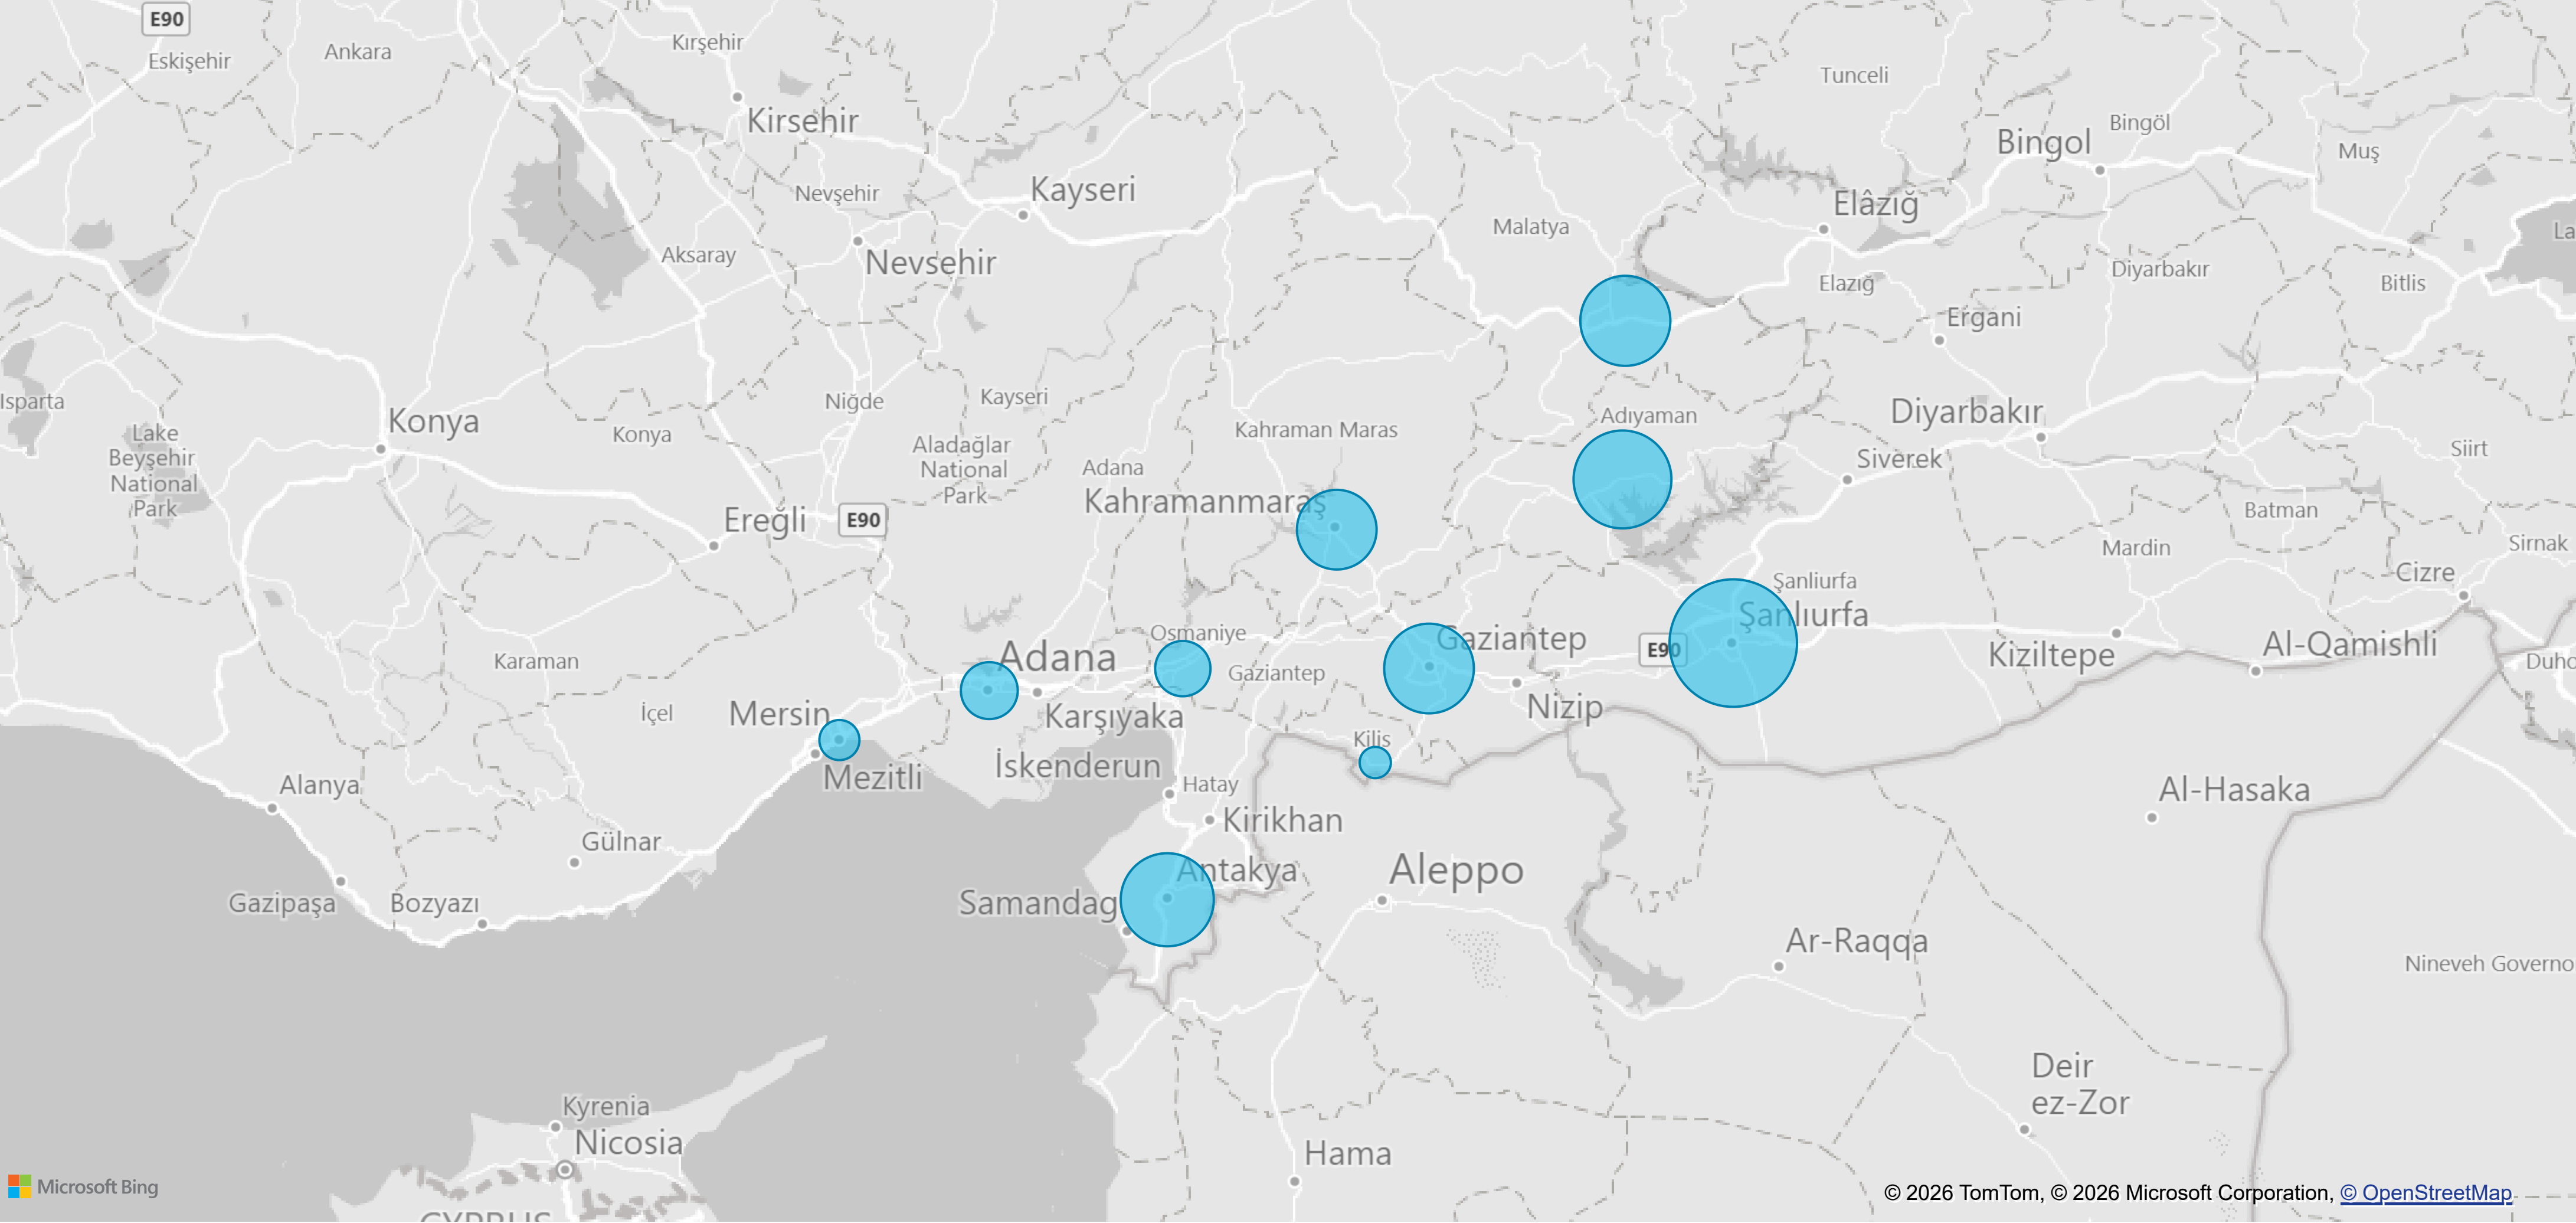 E90
Eskişehir
Ankara
Kırşehir
Kirsehir
Tunceli
Bingol
Bingöl
Muş
Kayseri
Nevşehir
Nevsehir
Aksaray
Malatya
Elâzığ
Elazığ
Diyarbakır
Bitlis
La
Ergani
Isparta
Konya
Konya
Niğde
Kayseri
Lake
Beyşehir
National
Park
Aladağlar
National
Park
Adana
Kahraman Maras
Kahramanmaraş
Adıyaman
Diyarbakır
Siverek
Siirt
Batman
Mardin
Sirnak
Cizre
Ereğli
E90
Şanliurfa
Şanlıurfa
E90
Osmaniye
Adana
Gaziantep
Gaziantep
Kiziltepe
Al-Qamishli
Duho
Karaman
İçel
Mersin
Mezitli
Karşıyaka
İskenderun
Nizip
Kilis
Hatay
Kirikhan
Alanya
Gülnar
Al-Hasaka
Antakya
Aleppo
Samandag
Gazipaşa
Bozyazı
Ar-Raqqa
Nineveh Governo
Deir
ez-Zor
Kyrenia
Nicosia
Hama
CYPRUS
Microsoft Bing
© 2026 TomTom, © 2026 Microsoft Corporation, © OpenStreetMap